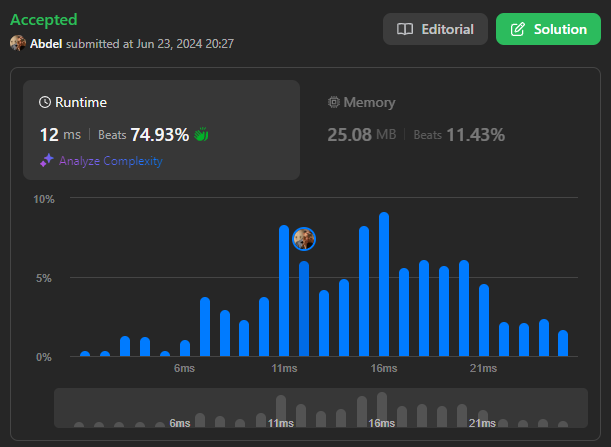 Accepted
Abdel submitted at Jun 23, 2024 20:27
Editorial
Solution
Runtime
12 ms | Beats 74.93%
Analyze Complexity
Memory
25.08 MB | Beats 11.43%
10%
5%
0%
6ms 11ms 16ms 21ms
6ms 11ms 16ms 21ms